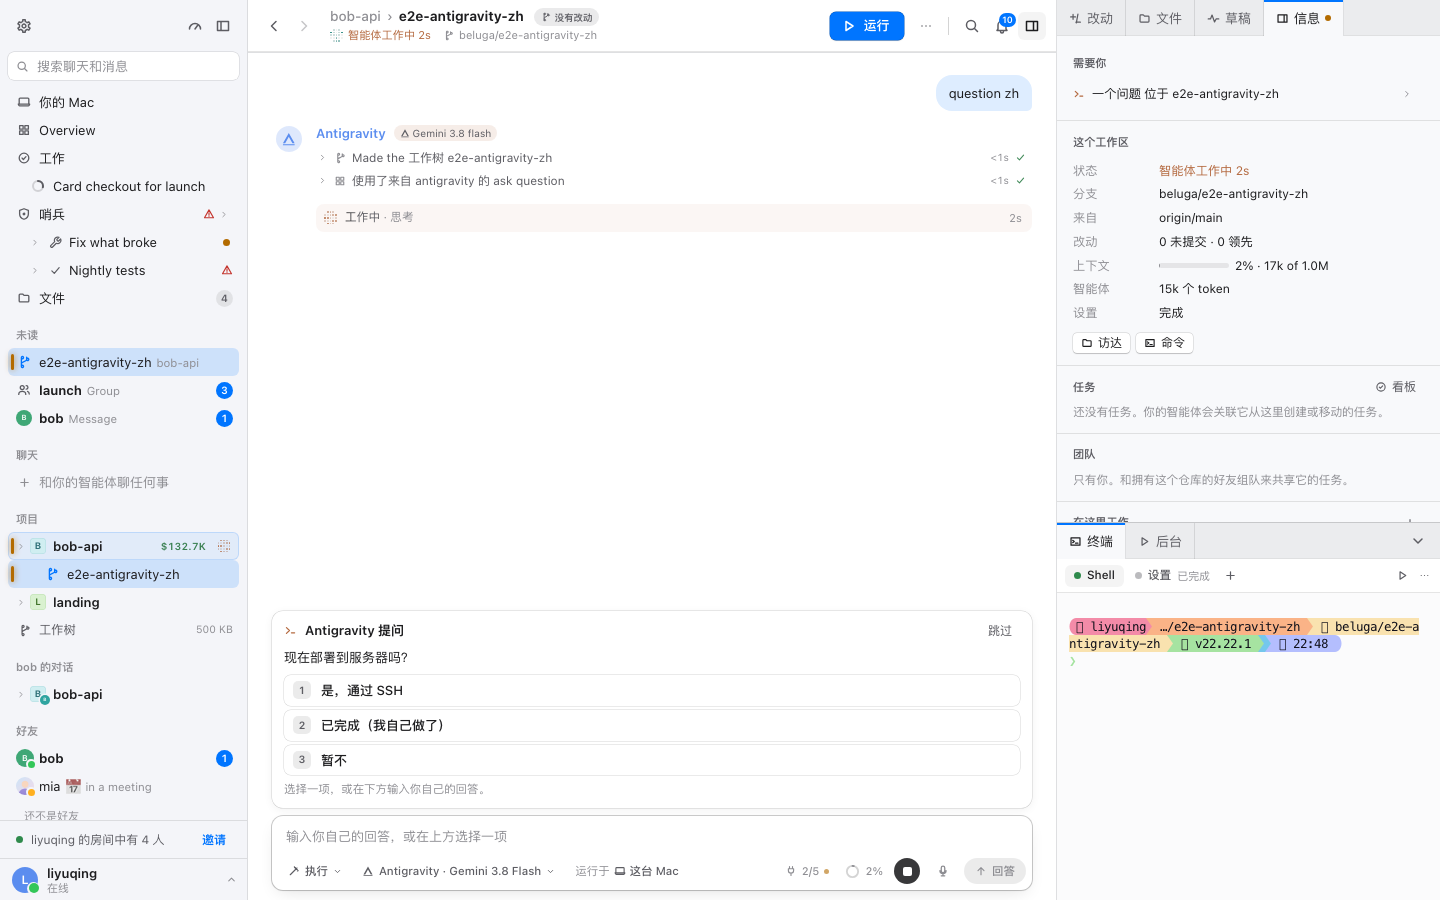 搜索聊天和消息
你的 Mac
Overview
工作
Card checkout for launch
哨兵
Fix what broke
Nightly tests
文件 4
未读
e2e-antigravity-zh bob-api
launch Group 3
bob Message 1
聊天
和你的智能体聊任何事
项目
bob-api $132.7K
e2e-antigravity-zh
landing
工作树 500 KB
bob 的对话
bob-api
好友
bob 1
mia in a meeting
还不是好友
liyuqing 的房间中有 4 人 邀请
liyuqing
在线
bob-api › e2e-antigravity-zh 没有改动
智能体工作中 2s beluga/e2e-antigravity-zh
运行
10
question zh
Antigravity Gemini 3.8 flash
Made the 工作树 e2e-antigravity-zh <1s
使用了来自 antigravity 的 ask question <1s
工作中 · 思考 2s
Antigravity 提问 跳过
现在部署到服务器吗?
1 是，通过 SSH
2 已完成（我自己做了）
3 暂不
选择一项，或在下方输入你自己的回答。
输入你自己的回答，或在上方选择一项
执行 Antigravity · Gemini 3.8 Flash 运行于 这台 Mac 2/5 2% 回答
改动 文件 草稿 信息
需要你
一个问题 位于 e2e-antigravity-zh
这个工作区
状态 智能体工作中 2s
分支 beluga/e2e-antigravity-zh
来自 origin/main
改动 0 未提交 · 0 领先
上下文 2% · 17k of 1.0M
智能体 15k 个 token
设置 完成
访达 命令
任务 看板
还没有任务。你的智能体会关联它从这里创建或移动的任务。
团队
只有你。和拥有这个仓库的好友组队来共享它的任务。
在这里工作
终端 后台
Shell 设置 已完成
liyuqing …/e2e-antigravity-zh beluga/e2e-a
ntigravity-zh v22.22.1 22:48
❯